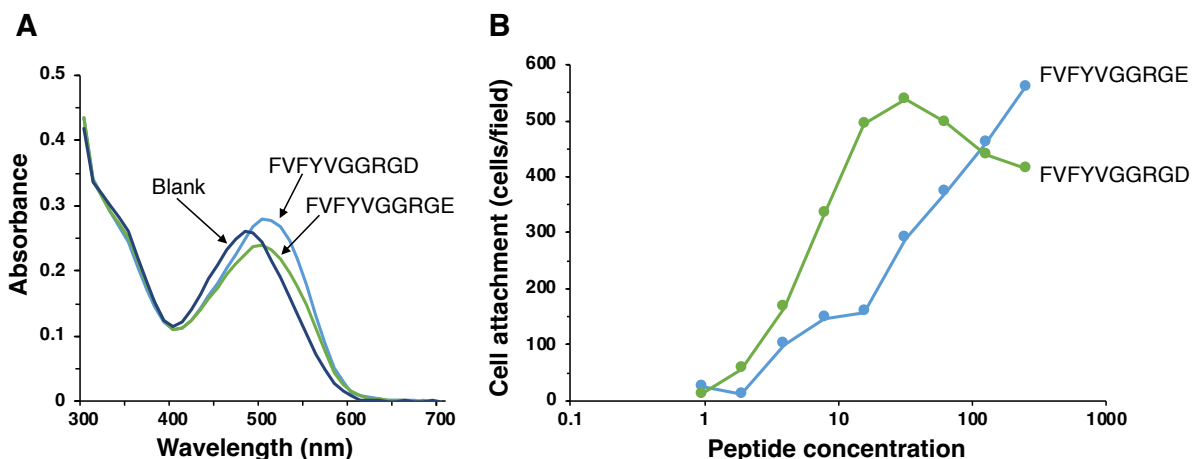 A
Absorbance
0.5
0.4
0.3
0.2
0.1
0
300
400
500
600
700
Wavelength (nm)
Blank
FVFYVGGRGD
FVFYVGGRGE
B
Cell attachment (cells/field)
600
500
400
300
200
100
0
0.1
1
10
100
1000
Peptide concentration
FVFYVGGRGE
FVFYVGGRGD